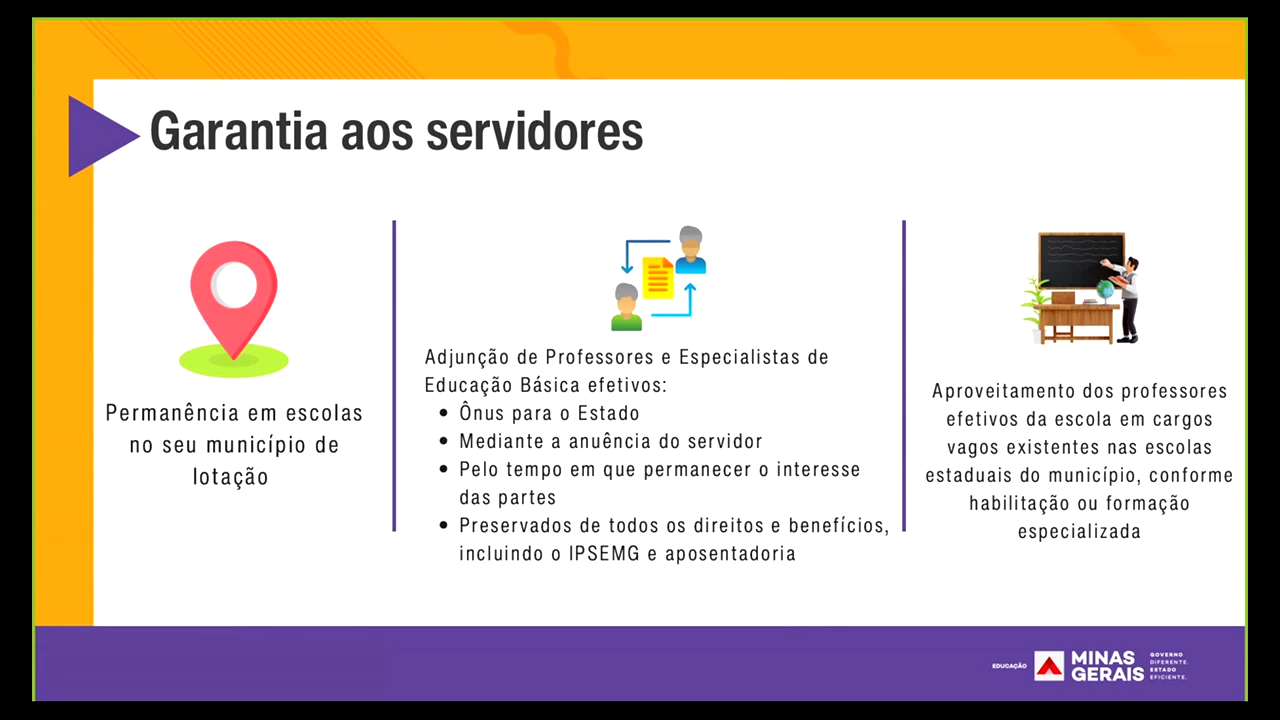 Garantia aos servidores
Permanência em escolas
no seu município de
lotação
Adjunção de Professores e Especialistas de
Educação Básica efetivos:
• Ônus para o Estado
• Mediante a anuência do servidor
• Pelo tempo em que permanecer o interesse
das partes
• Preservados de todos os direitos e benefícios,
incluindo o IPSEMG e aposentadoria
Aproveitamento dos professores
efetivos da escola em cargos
vagos existentes nas escolas
estaduais do município, conforme
habilitação ou formação
especializada
EDUCAÇÃO
MINAS
GERAIS
GOVERNO
DIFERENTE.
ESTADO
EFICIENTE.